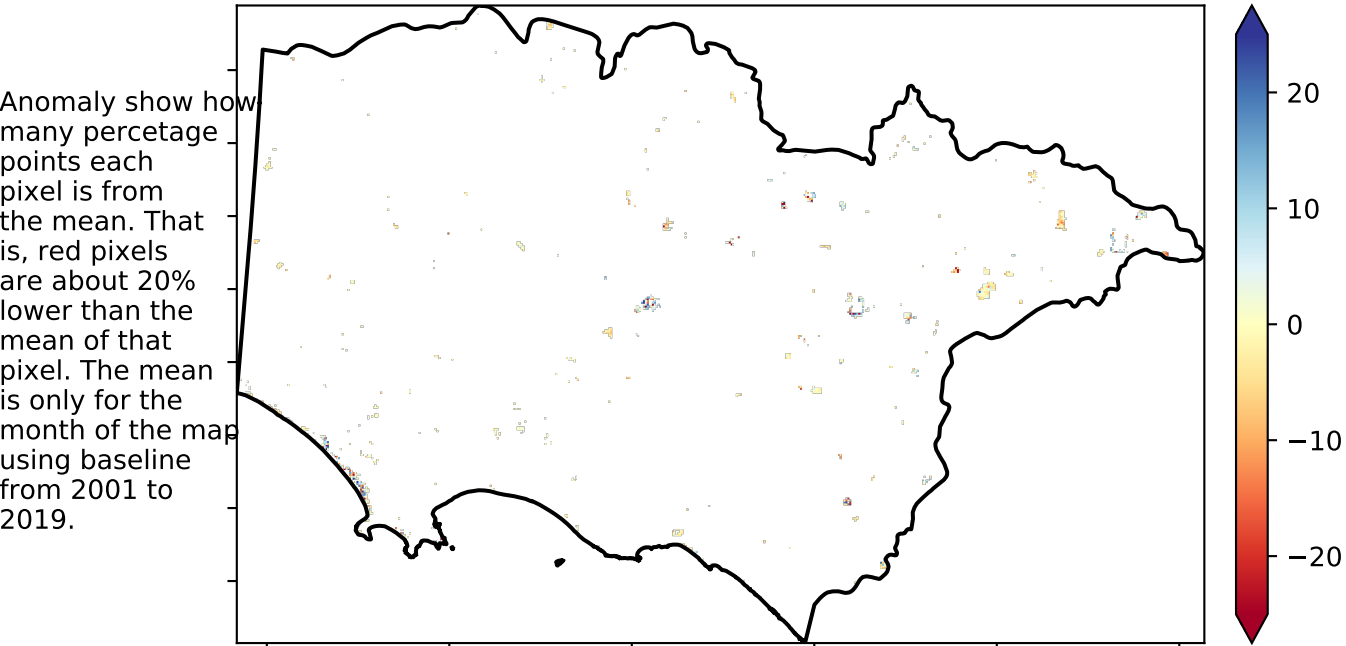 Anomaly show how
many percetage
points each
pixel is from
the mean. That
is, red pixels
are about 20%
lower than the
mean of that
pixel. The mean
is only for the
month of the map
using baseline
from 2001 to
2019.
20
10
0
−10
−20